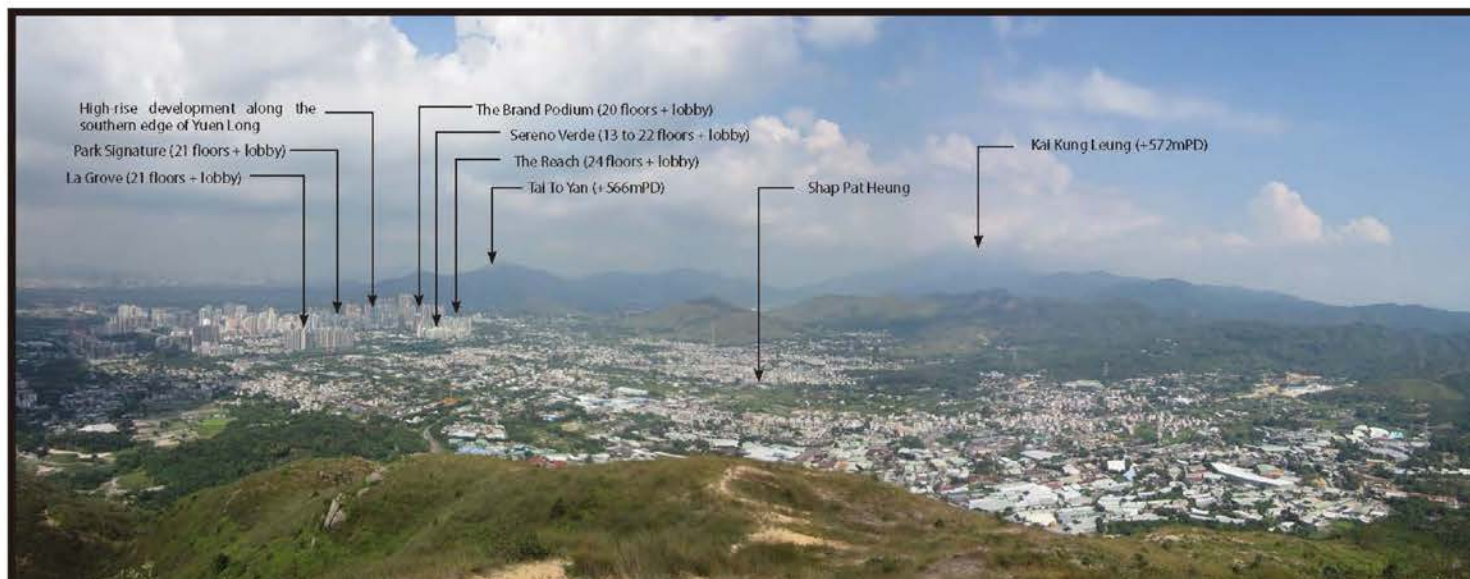 High-rise development along the
southern edge of Yuen Long
Park Signature (21 floors + lobby)
La Grove (21 floors + lobby)
The Brand Podium (20 floors + lobby)
Sereno Verde (13 to 22 floors + lobby)
The Reach (24 floors + lobby)
Tai To Yan (+566mPD)
Shap Pat Heung
Kai Kung Leung (+572mPD)